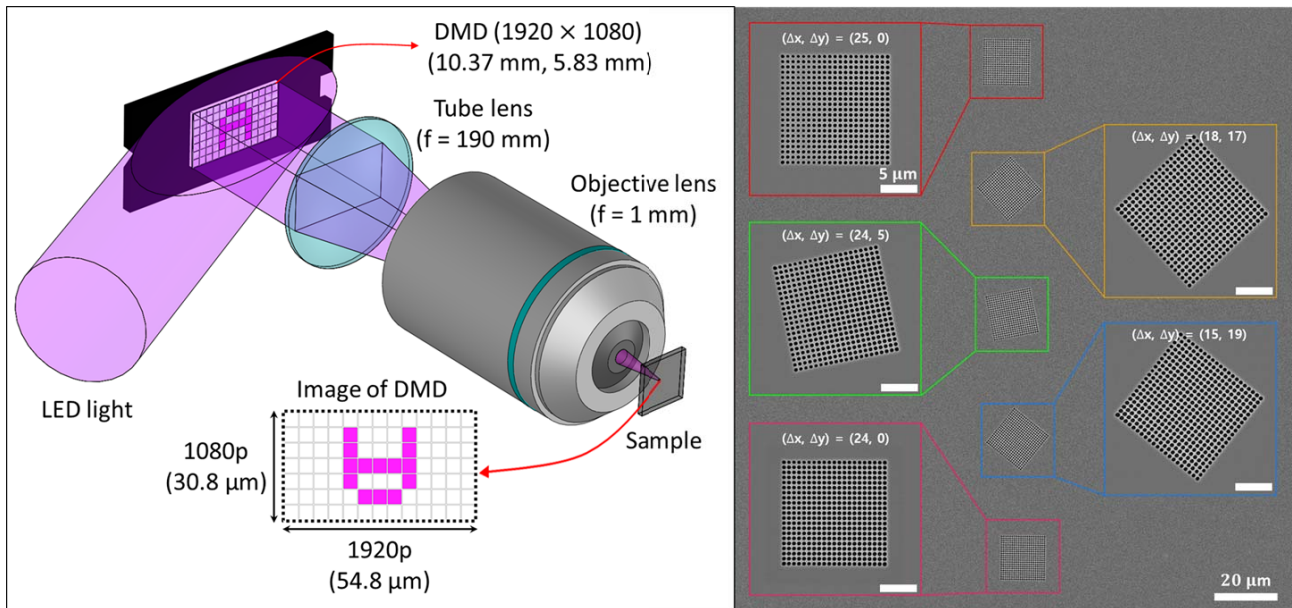 DMD (1920 × 1080)
(10.37 mm, 5.83 mm)
Tube lens
(f = 190 mm)
Objective lens
(f = 1 mm)
LED light
Image of DMD
1080p
(30.8 μm)
1920p
(54.8 μm)
Sample
(Δx, Δy) = (25, 0)
5 μm
(Δx, Δy) = (18, 17)
(Δx, Δy) = (24, 5)
(Δx, Δy) = (15, 19)
(Δx, Δy) = (24, 0)
20 μm